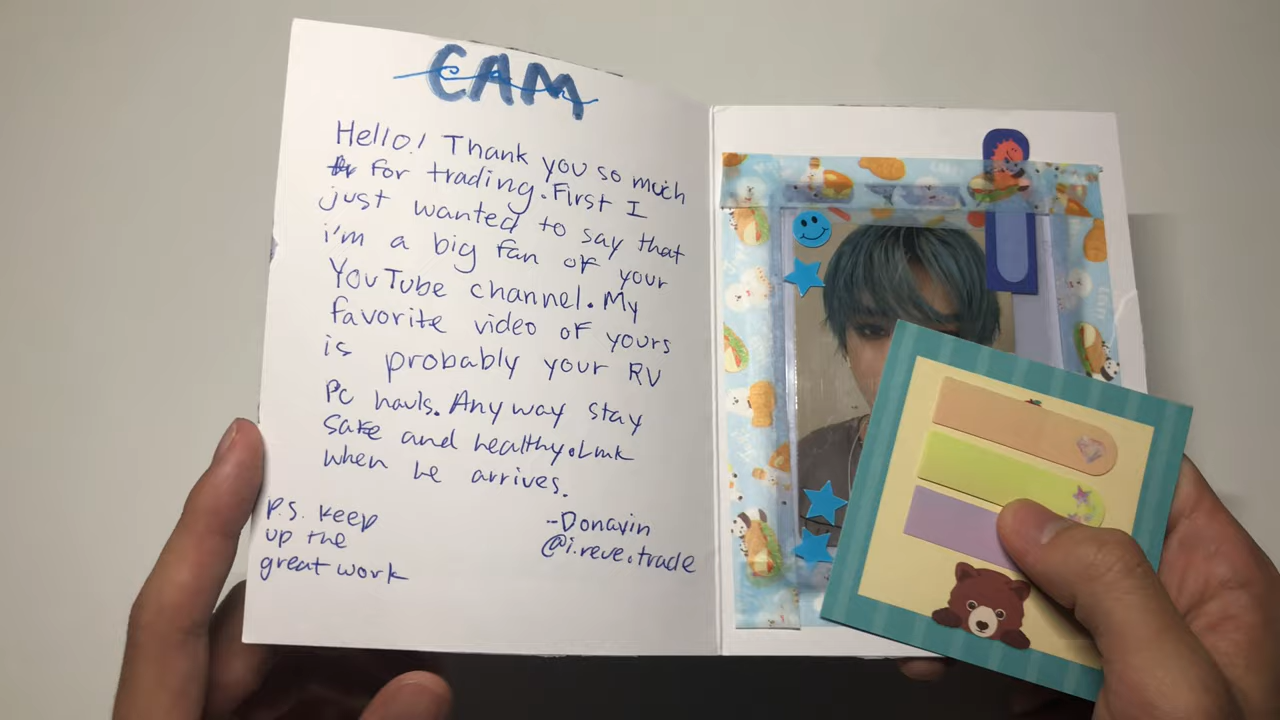 CAM
Hello! Thank you so much
for trading. First I
just wanted to say that
i'm a big fan of your
YouTube channel. My
favorite video of yours
is probably your RV
PC hauls. Anyway stay
safe and healthy. Lmk
when he arrives.
P.S. keep
up the
great work
-Donavin
@i.reve.trade